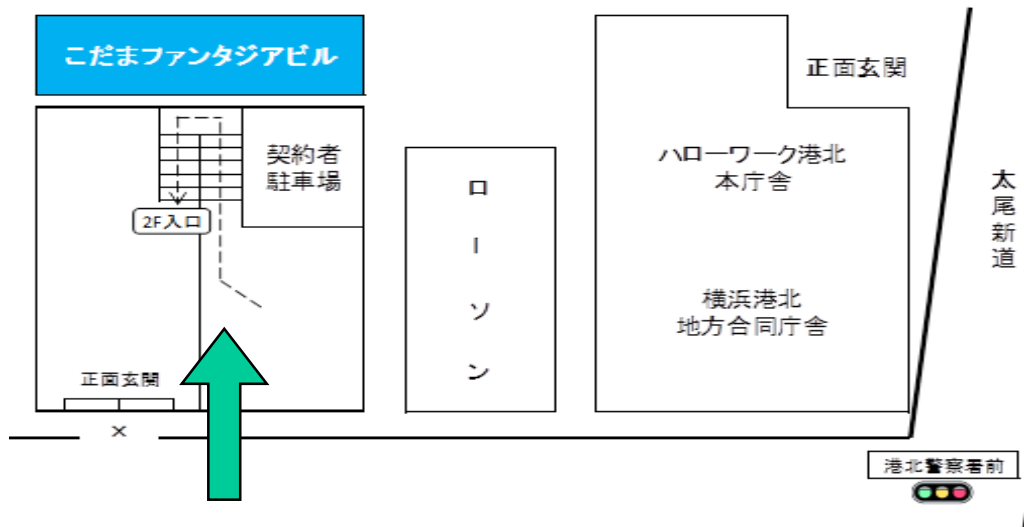 こだまファンタジアビル
正面玄関
契約者
駐車場
ハローワーク港北
本庁舎
ローソン
太尾新道
2F入口
横浜港北
地方合同庁舎
正面玄関
×
港北警察署前